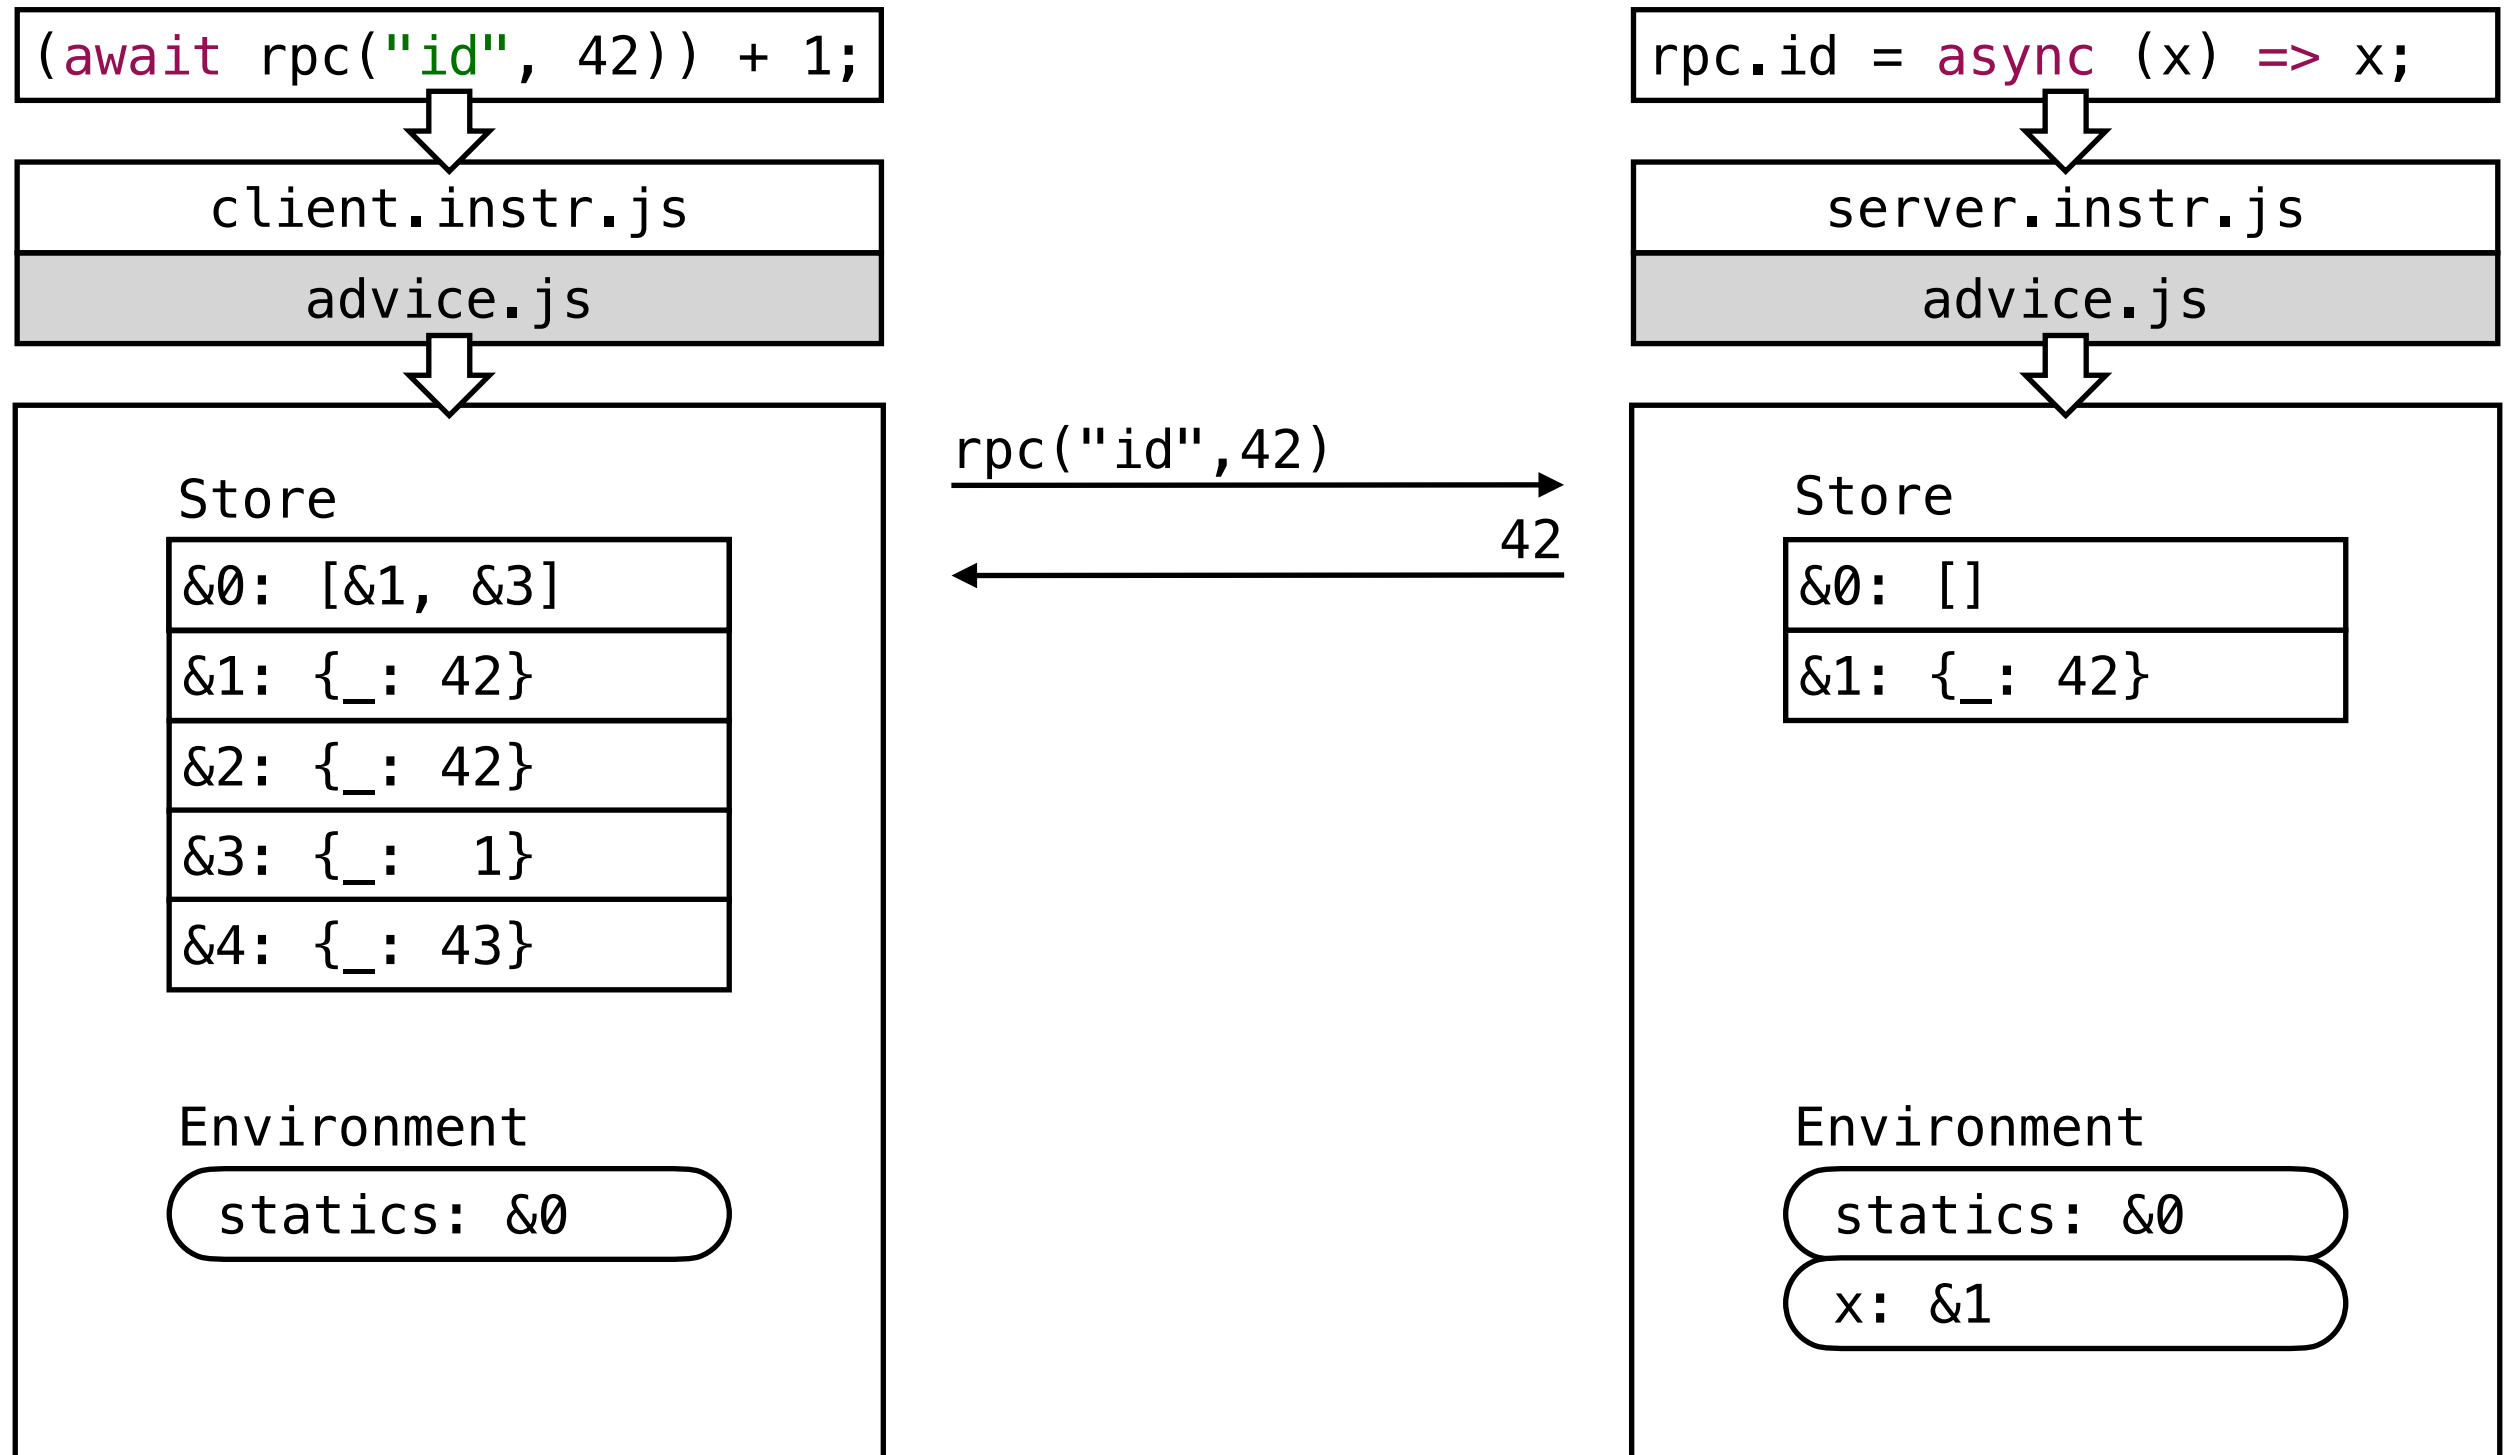 (await rpc("id", 42)) + 1;
client.instr.js
advice.js
Store
&0: [&1, &3]
&1: {_: 42}
&2: {_: 42}
&3: {_:  1}
&4: {_: 43}
Environment
statics: &0
rpc("id",42)
42
rpc.id = async (x) => x;
server.instr.js
advice.js
Store
&0: []
&1: {_: 42}
Environment
statics: &0
x: &1